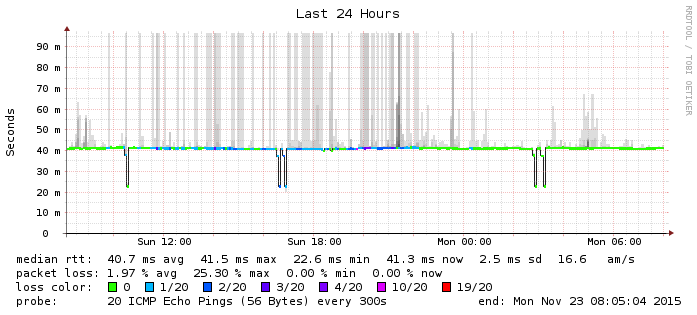 Last 24 Hours
RRDTOOL / TOBI OETIKER
Seconds
90 m
80 m
70 m
60 m
50 m
40 m
30 m
20 m
10 m
0
Sun 12:00 Sun 18:00 Mon 00:00 Mon 06:00
median rtt: 40.7 ms avg 41.5 ms max 22.6 ms min 41.3 ms now 2.5 ms sd 16.6 am/s
packet loss: 1.97 % avg 25.30 % max 0.00 % min 0.00 % now
loss color: 0 1/20 2/20 3/20 4/20 10/20 19/20
probe: 20 ICMP Echo Pings (56 Bytes) every 300s end: Mon Nov 23 08:05:04 2015